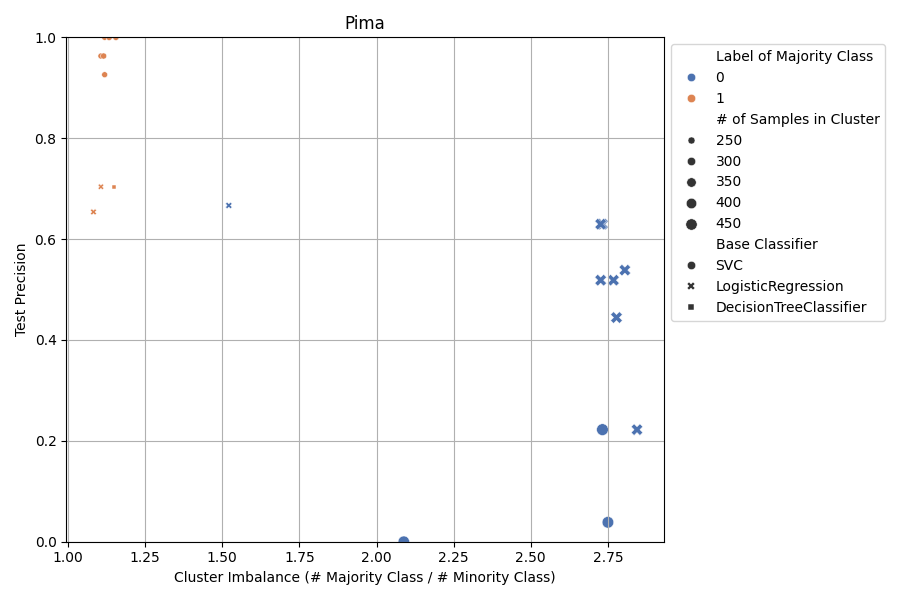 Pima
1.0
0.8
0.6
0.4
0.2
0.0
Test Precision
1.00
1.25
1.50
1.75
2.00
2.25
2.50
2.75
Cluster Imbalance (# Majority Class / # Minority Class)
Label of Majority Class
0
1
# of Samples in Cluster
250
300
350
400
450
Base Classifier
SVC
LogisticRegression
DecisionTreeClassifier